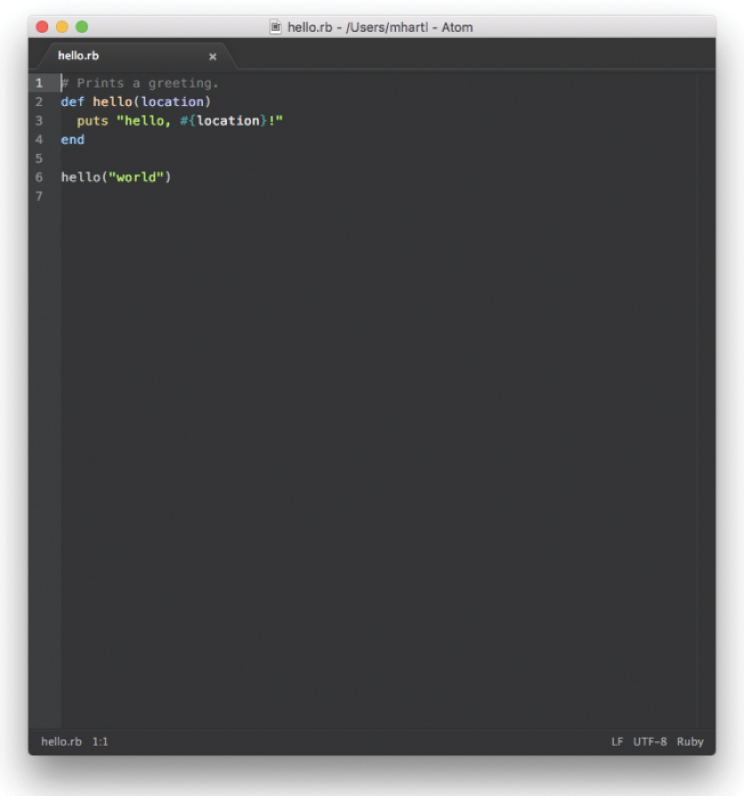 hello.rb - /Users/mhartl - Atom
hello.rb ×
1 # Prints a greeting.
2 def hello(location)
3   puts "hello, #{location}!"
4 end
5
6 hello("world")
7
hello.rb 1:1 LF UTF-8 Ruby